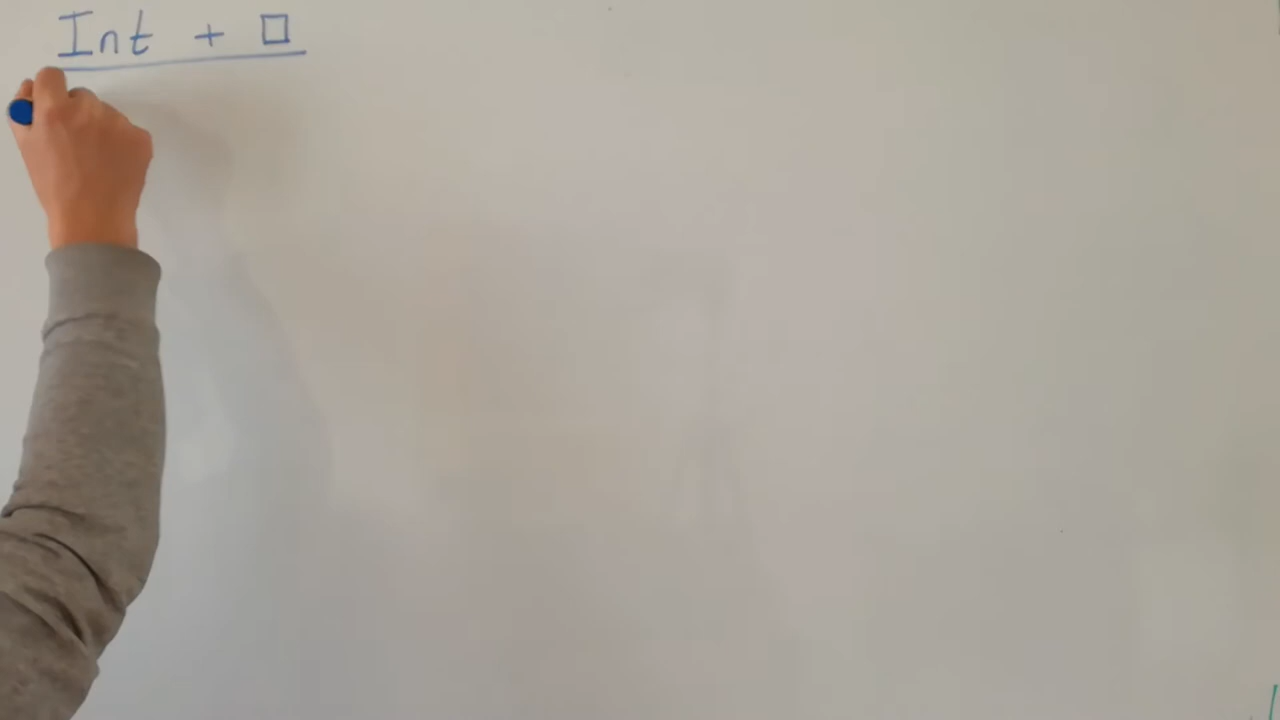 Int + □